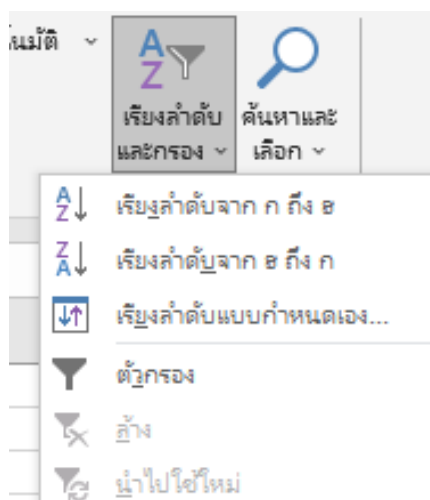 นมัติ
เรียงลำดับ
และกรอง
ค้นหาและ
เลือก
เรียงลำดับจาก ก ถึง ฮ
เรียงลำดับจาก ฮ ถึง ก
เรียงลำดับแบบกำหนดเอง...
ตัวกรอง
ล้าง
นำไปใช้ใหม่